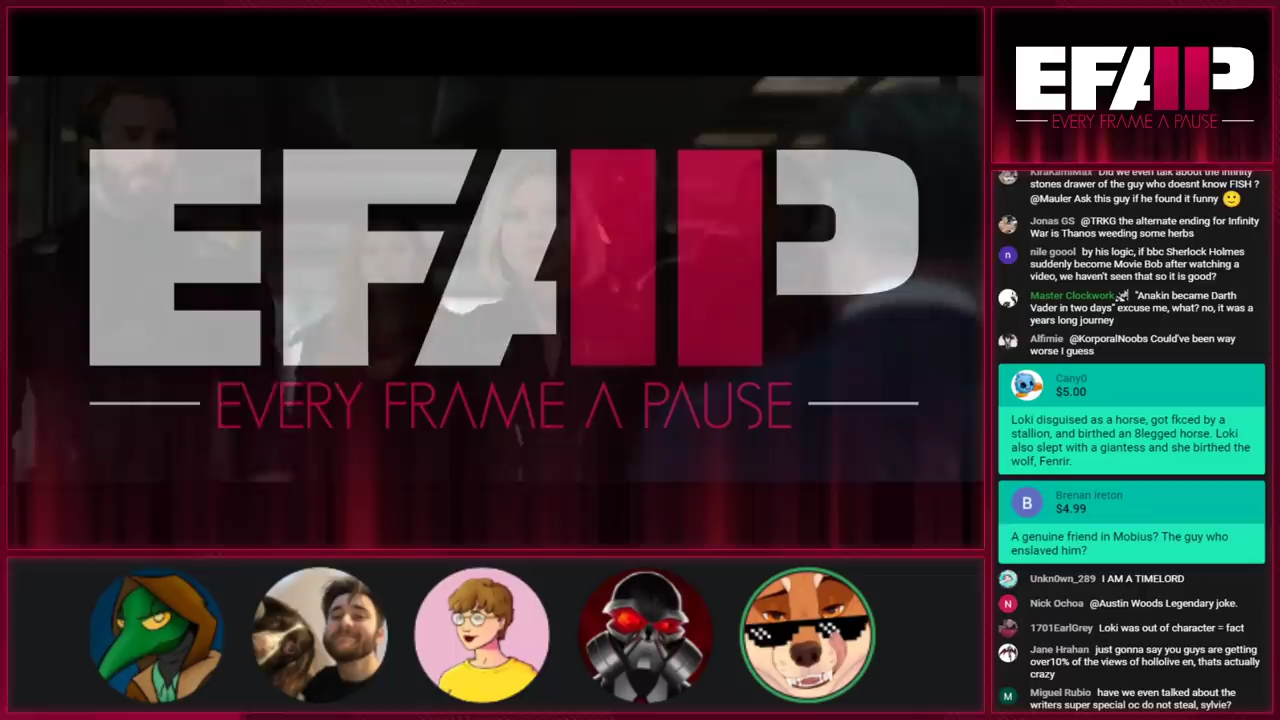 EFAP
EVERY FRAME A PAUSE
EFAP
EVERY FRAME A PAUSE
KiraKamiMax Did we even talk about the infinity
stones drawer of the guy who doesnt know FISH ?
@Mauler Ask this guy if he found it funny
Jonas GS @TRKG the alternate ending for Infinity
War is Thanos weeding some herbs
n
nile goool by his logic, if bbc Sherlock Holmes
suddenly become Movie Bob after watching a
video, we haven't seen that so it is good?
Master Clockwork "Anakin became Darth
Vader in two days" excuse me, what? no, it was a
years long journey
Alfimie @KorporalNoobs Could've been way
worse I guess
Cany0
$5.00
Loki disguised as a horse, got fkced by a
stallion, and birthed an 8legged horse. Loki
also slept with a giantess and she birthed the
wolf, Fenrir.
B
Brenan Ireton
$4.99
A genuine friend in Mobius? The guy who
enslaved him?
Unkn0wn_289 I AM A TIMELORD
N
Nick Ochoa @Austin Woods Legendary joke.
1701EarlGrey Loki was out of character = fact
Jane Hrahan just gonna say you guys are getting
over10% of the views of hololive en, thats actually
crazy
M
Miguel Rubio have we even talked about the
writers super special oc do not steal, sylvie?